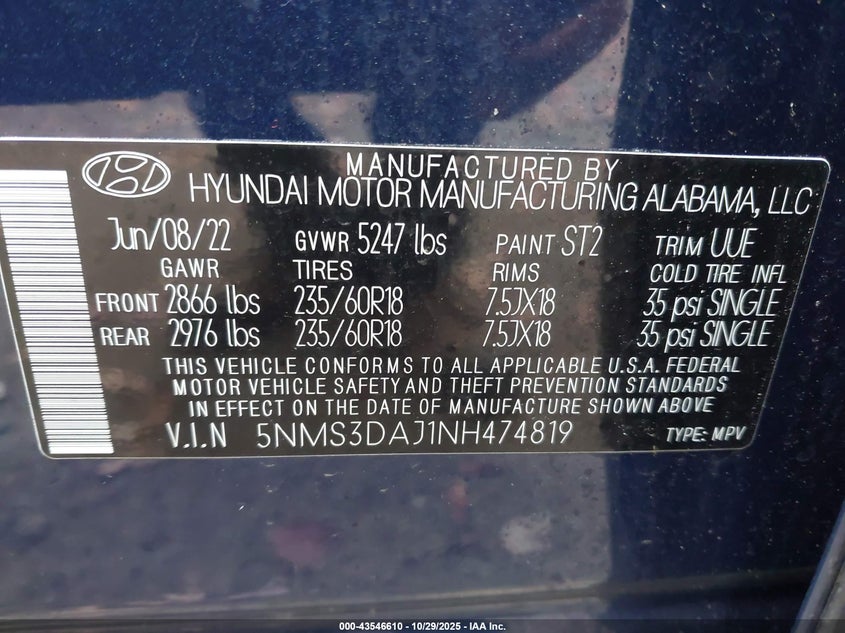 MANUFACTURED BY
HYUNDAI MOTOR MANUFACTURING ALABAMA, LLC
Jun/08/22 GVWR 5247 lbs PAINT ST2 TRIM UUE
GAWR TIRES RIMS COLD TIRE INFL
FRONT 2866 lbs 235/60R18 7.5JX18 35 psi SINGLE
REAR 2976 lbs 235/60R18 7.5JX18 35 psi SINGLE
THIS VEHICLE CONFORMS TO ALL APPLICABLE U.S.A. FEDERAL
MOTOR VEHICLE SAFETY AND THEFT PREVENTION STANDARDS
IN EFFECT ON THE DATE OF MANUFACTURE SHOWN ABOVE
V.I.N 5NMS3DAJ1NH474819 TYPE: MPV
000-43546610 - 10/29/2025 - IAA Inc.